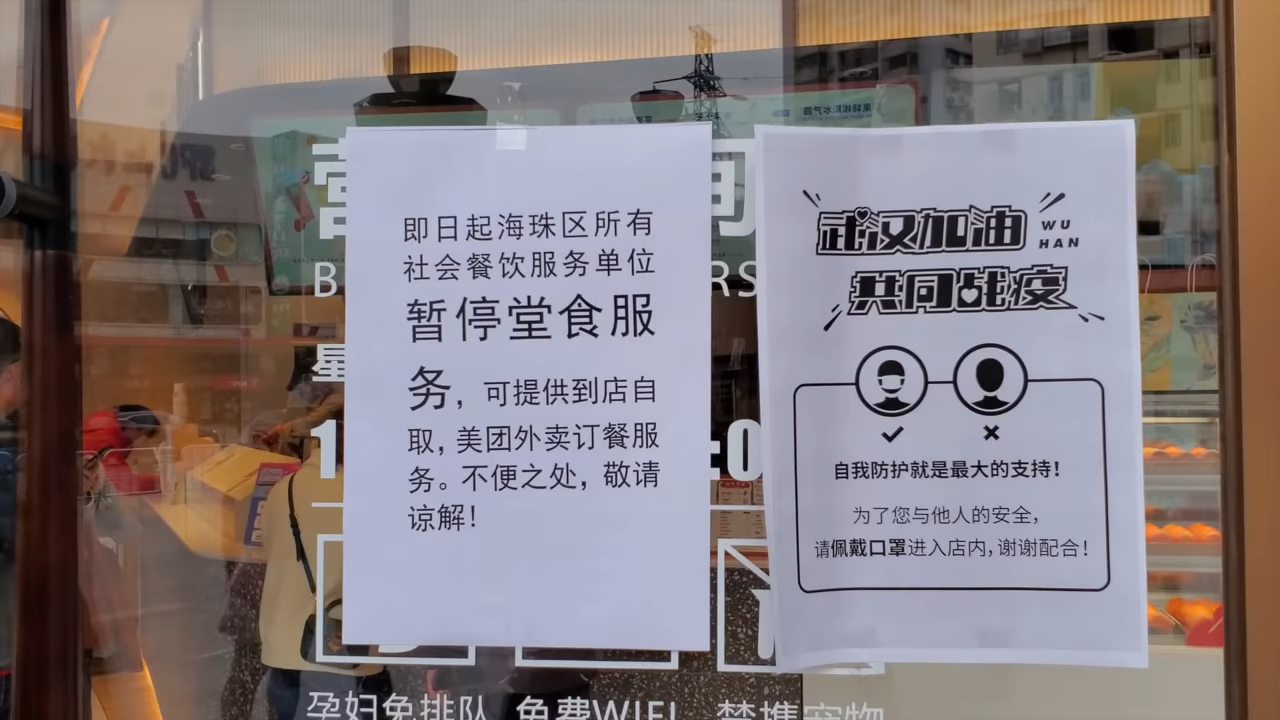 即日起海珠区所有
社会餐饮服务单位
暂停堂食服
务，可提供到店自
取，美团外卖订餐服
务。不便之处，敬请
谅解！
武汉加油
WU
HAN
共同战疫
自我防护就是最大的支持！
为了您与他人的安全，
请佩戴口罩进入店内，谢谢配合！
孕妇免排队 免费WIFI 禁携宠物